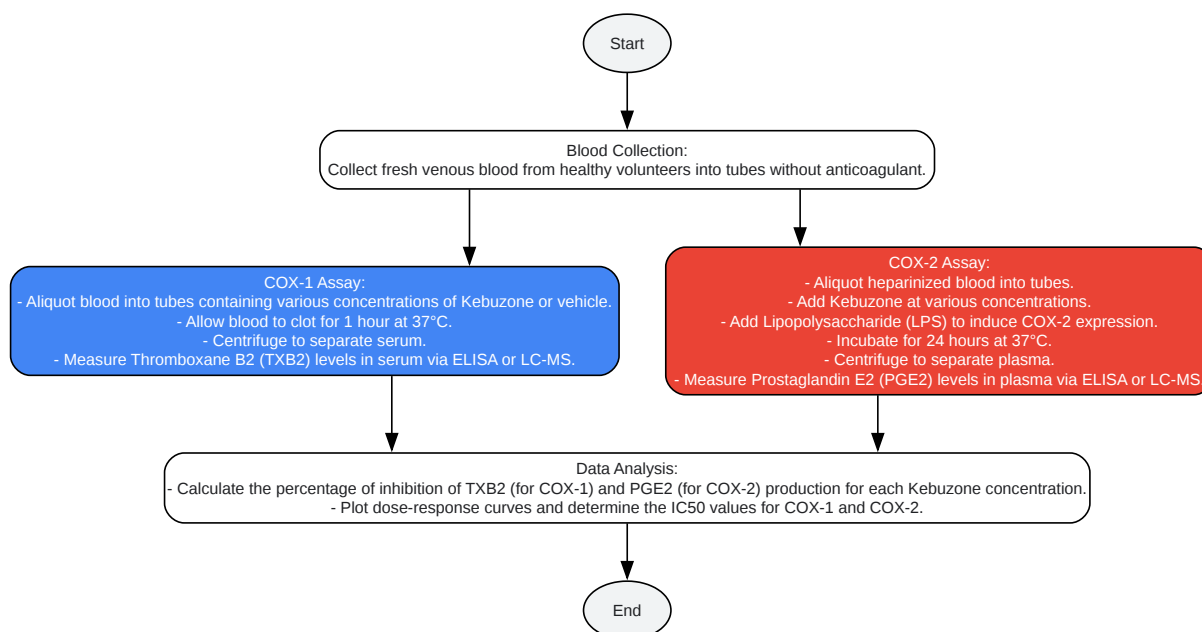 Start
Blood Collection:
Collect fresh venous blood from healthy volunteers into tubes without anticoagulant.
COX-1 Assay:
- Aliquot blood into tubes containing various concentrations of Kebuzone or vehicle.
- Allow blood to clot for 1 hour at 37°C.
- Centrifuge to separate serum.
- Measure Thromboxane B2 (TXB2) levels in serum via ELISA or LC-MS.
COX-2 Assay:
- Aliquot heparinized blood into tubes.
- Add Kebuzone at various concentrations.
- Add Lipopolysaccharide (LPS) to induce COX-2 expression.
- Incubate for 24 hours at 37°C.
- Centrifuge to separate plasma.
- Measure Prostaglandin E2 (PGE2) levels in plasma via ELISA or LC-MS.
Data Analysis:
- Calculate the percentage of inhibition of TXB2 (for COX-1) and PGE2 (for COX-2) production for each Kebuzone concentration.
- Plot dose-response curves and determine the IC50 values for COX-1 and COX-2.
End